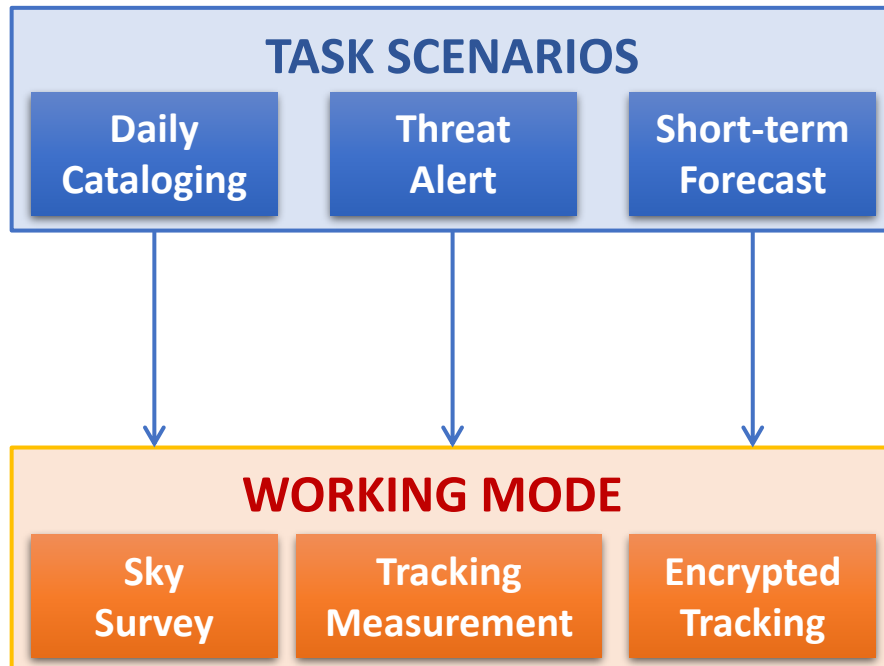 TASK SCENARIOS
Daily
Cataloging
Threat
Alert
Short-term
Forecast
WORKING MODE
Sky
Survey
Tracking
Measurement
Encrypted
Tracking